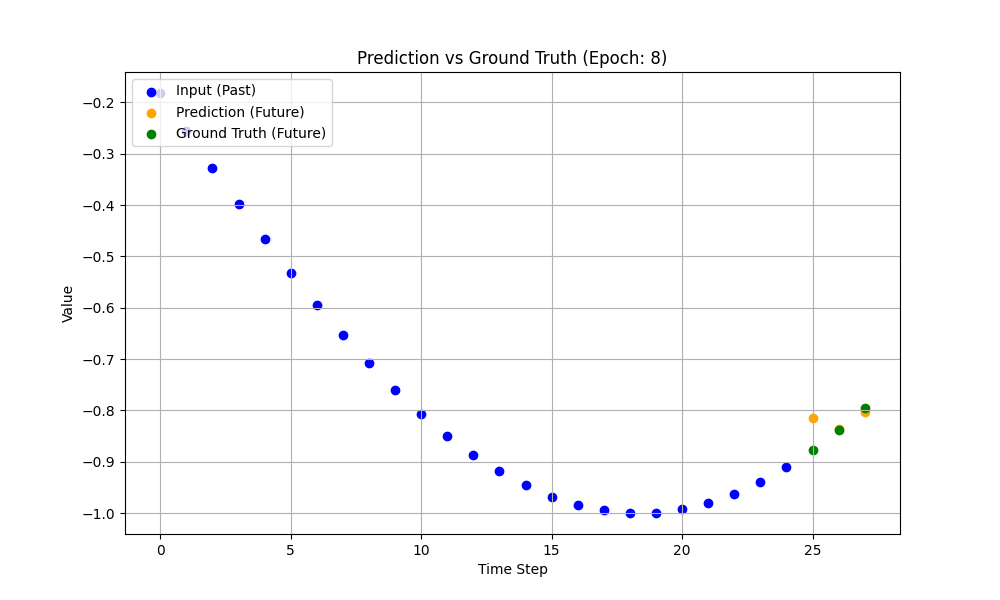 Prediction vs Ground Truth (Epoch: 8)
Input (Past)
Prediction (Future)
Ground Truth (Future)
Value
−0.2
−0.3
−0.4
−0.5
−0.6
−0.7
−0.8
−0.9
−1.0
0 5 10 15 20 25
Time Step